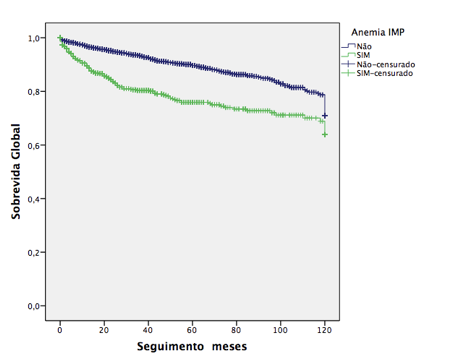 Anemia IMP
Não
SIM
Não-censurado
SIM-censurado
1,0
0,8
0,6
0,4
0,2
0,0
Sobrevida Global
0 20 40 60 80 100 120
Seguimento meses